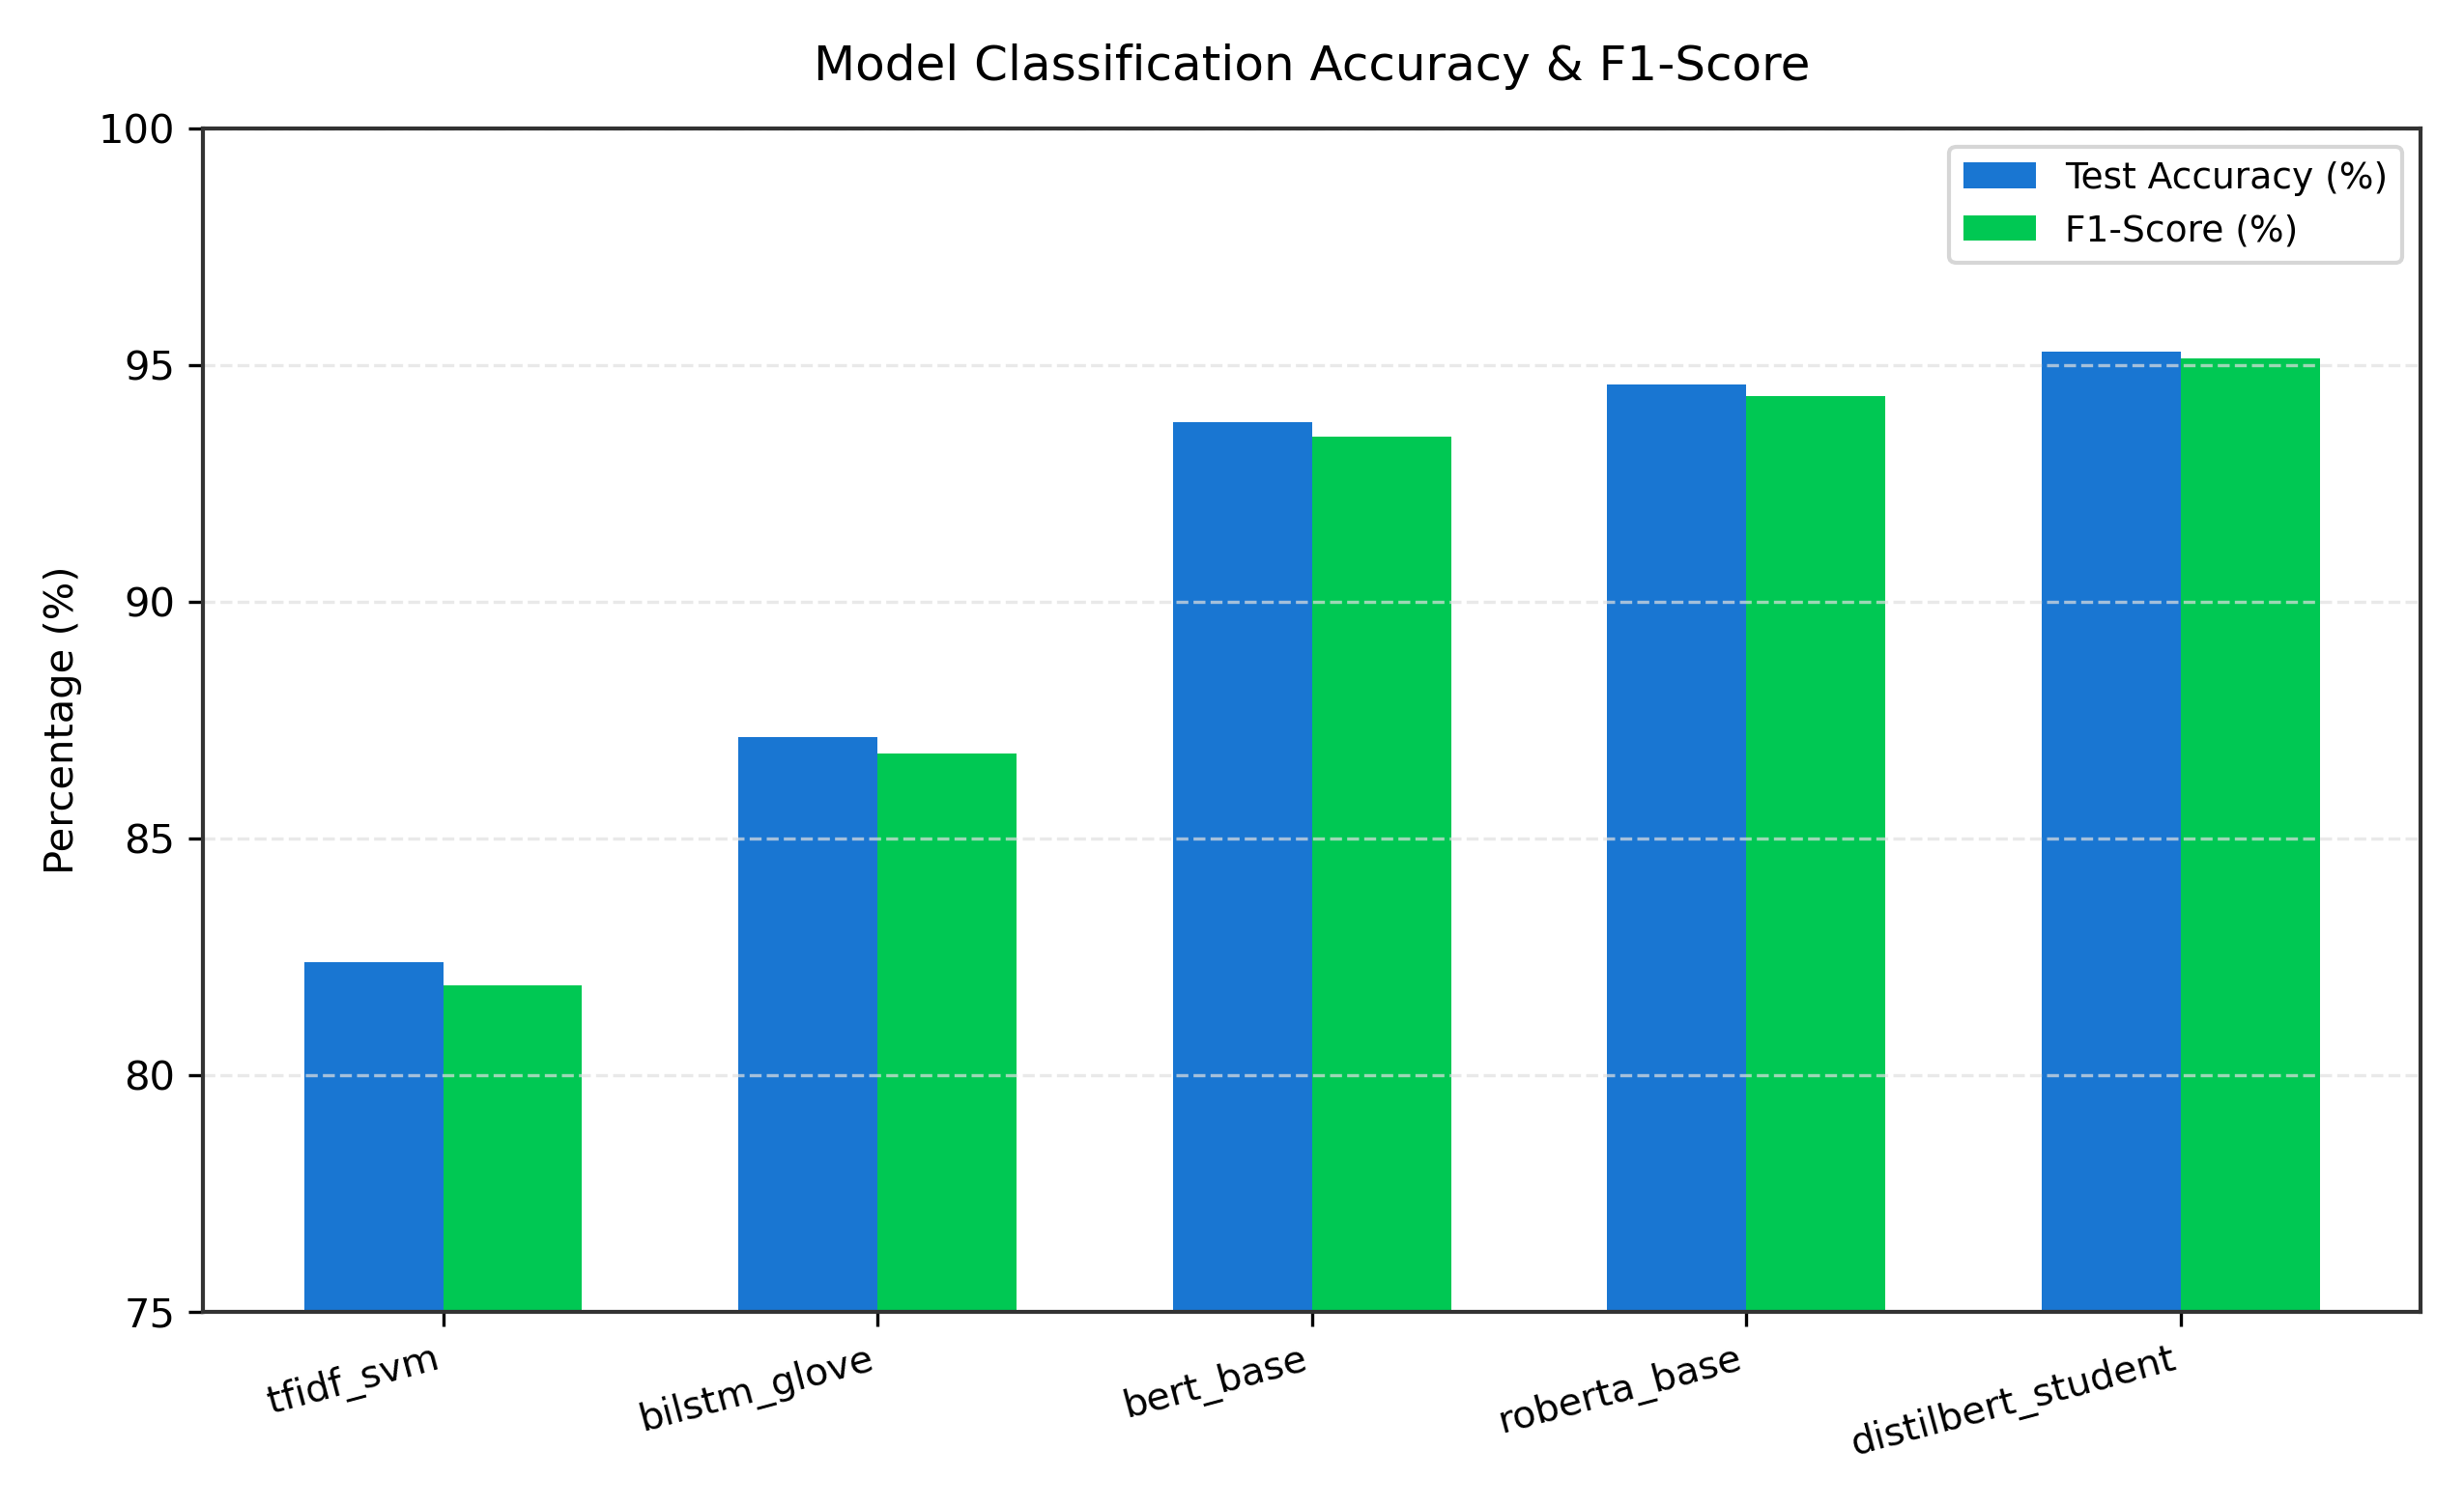 Model Classification Accuracy & F1-Score
100
95
90
85
80
75
Percentage (%)
Test Accuracy (%)
F1-Score (%)
tfidf_svm
bilstm_glove
bert_base
roberta_base
distilbert_student